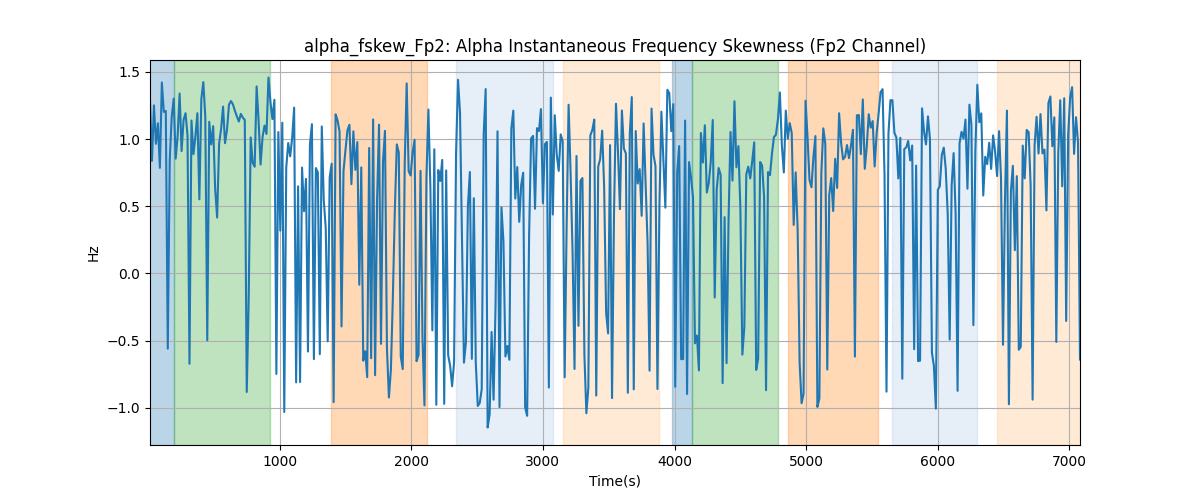 alpha_fskew_Fp2: Alpha Instantaneous Frequency Skewness (Fp2 Channel)
1.5
1.0
0.5
0.0
−0.5
−1.0
Hz
1000 2000 3000 4000 5000 6000 7000
Time(s)